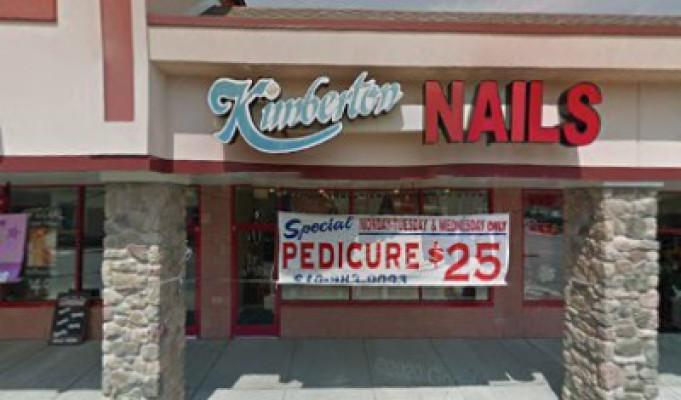 Kimberton NAILS
Special MONDAY-TUESDAY & WEDNESDAY ONLY
PEDICURE $25